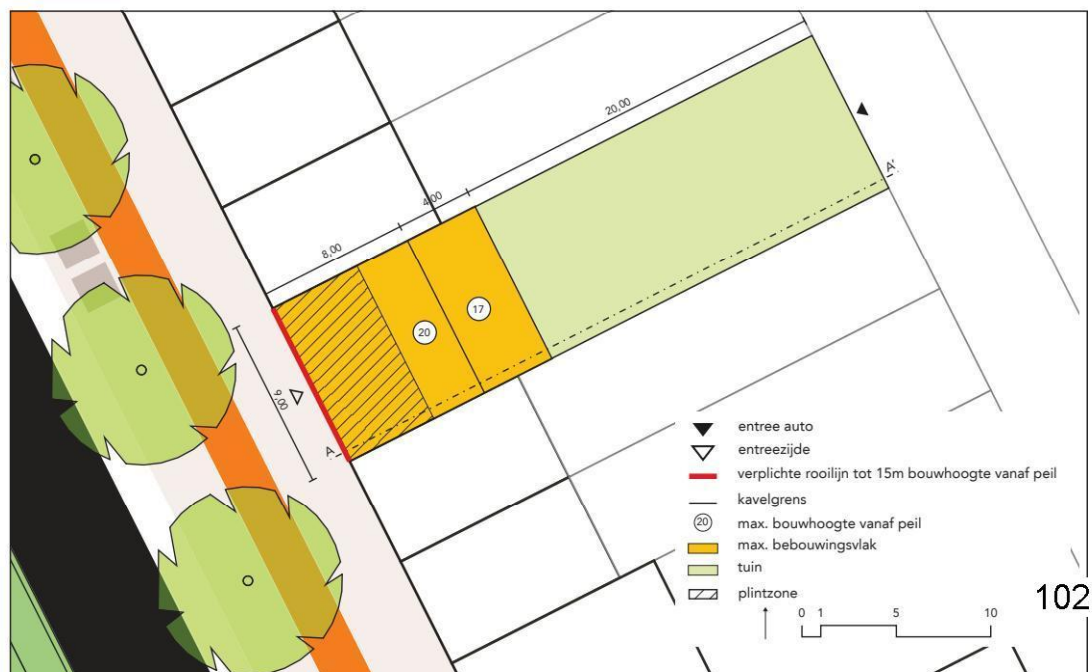 20,00
A'
4,00
8,00
17
20
9,00
A
entree auto
entreezijde
verplichte rooilijn tot 15m bouwhoogte vanaf peil
kavelgrens
20 max. bouwhoogte vanaf peil
max. bebouwingsvlak
tuin
plintzone
102
0 1 5 10